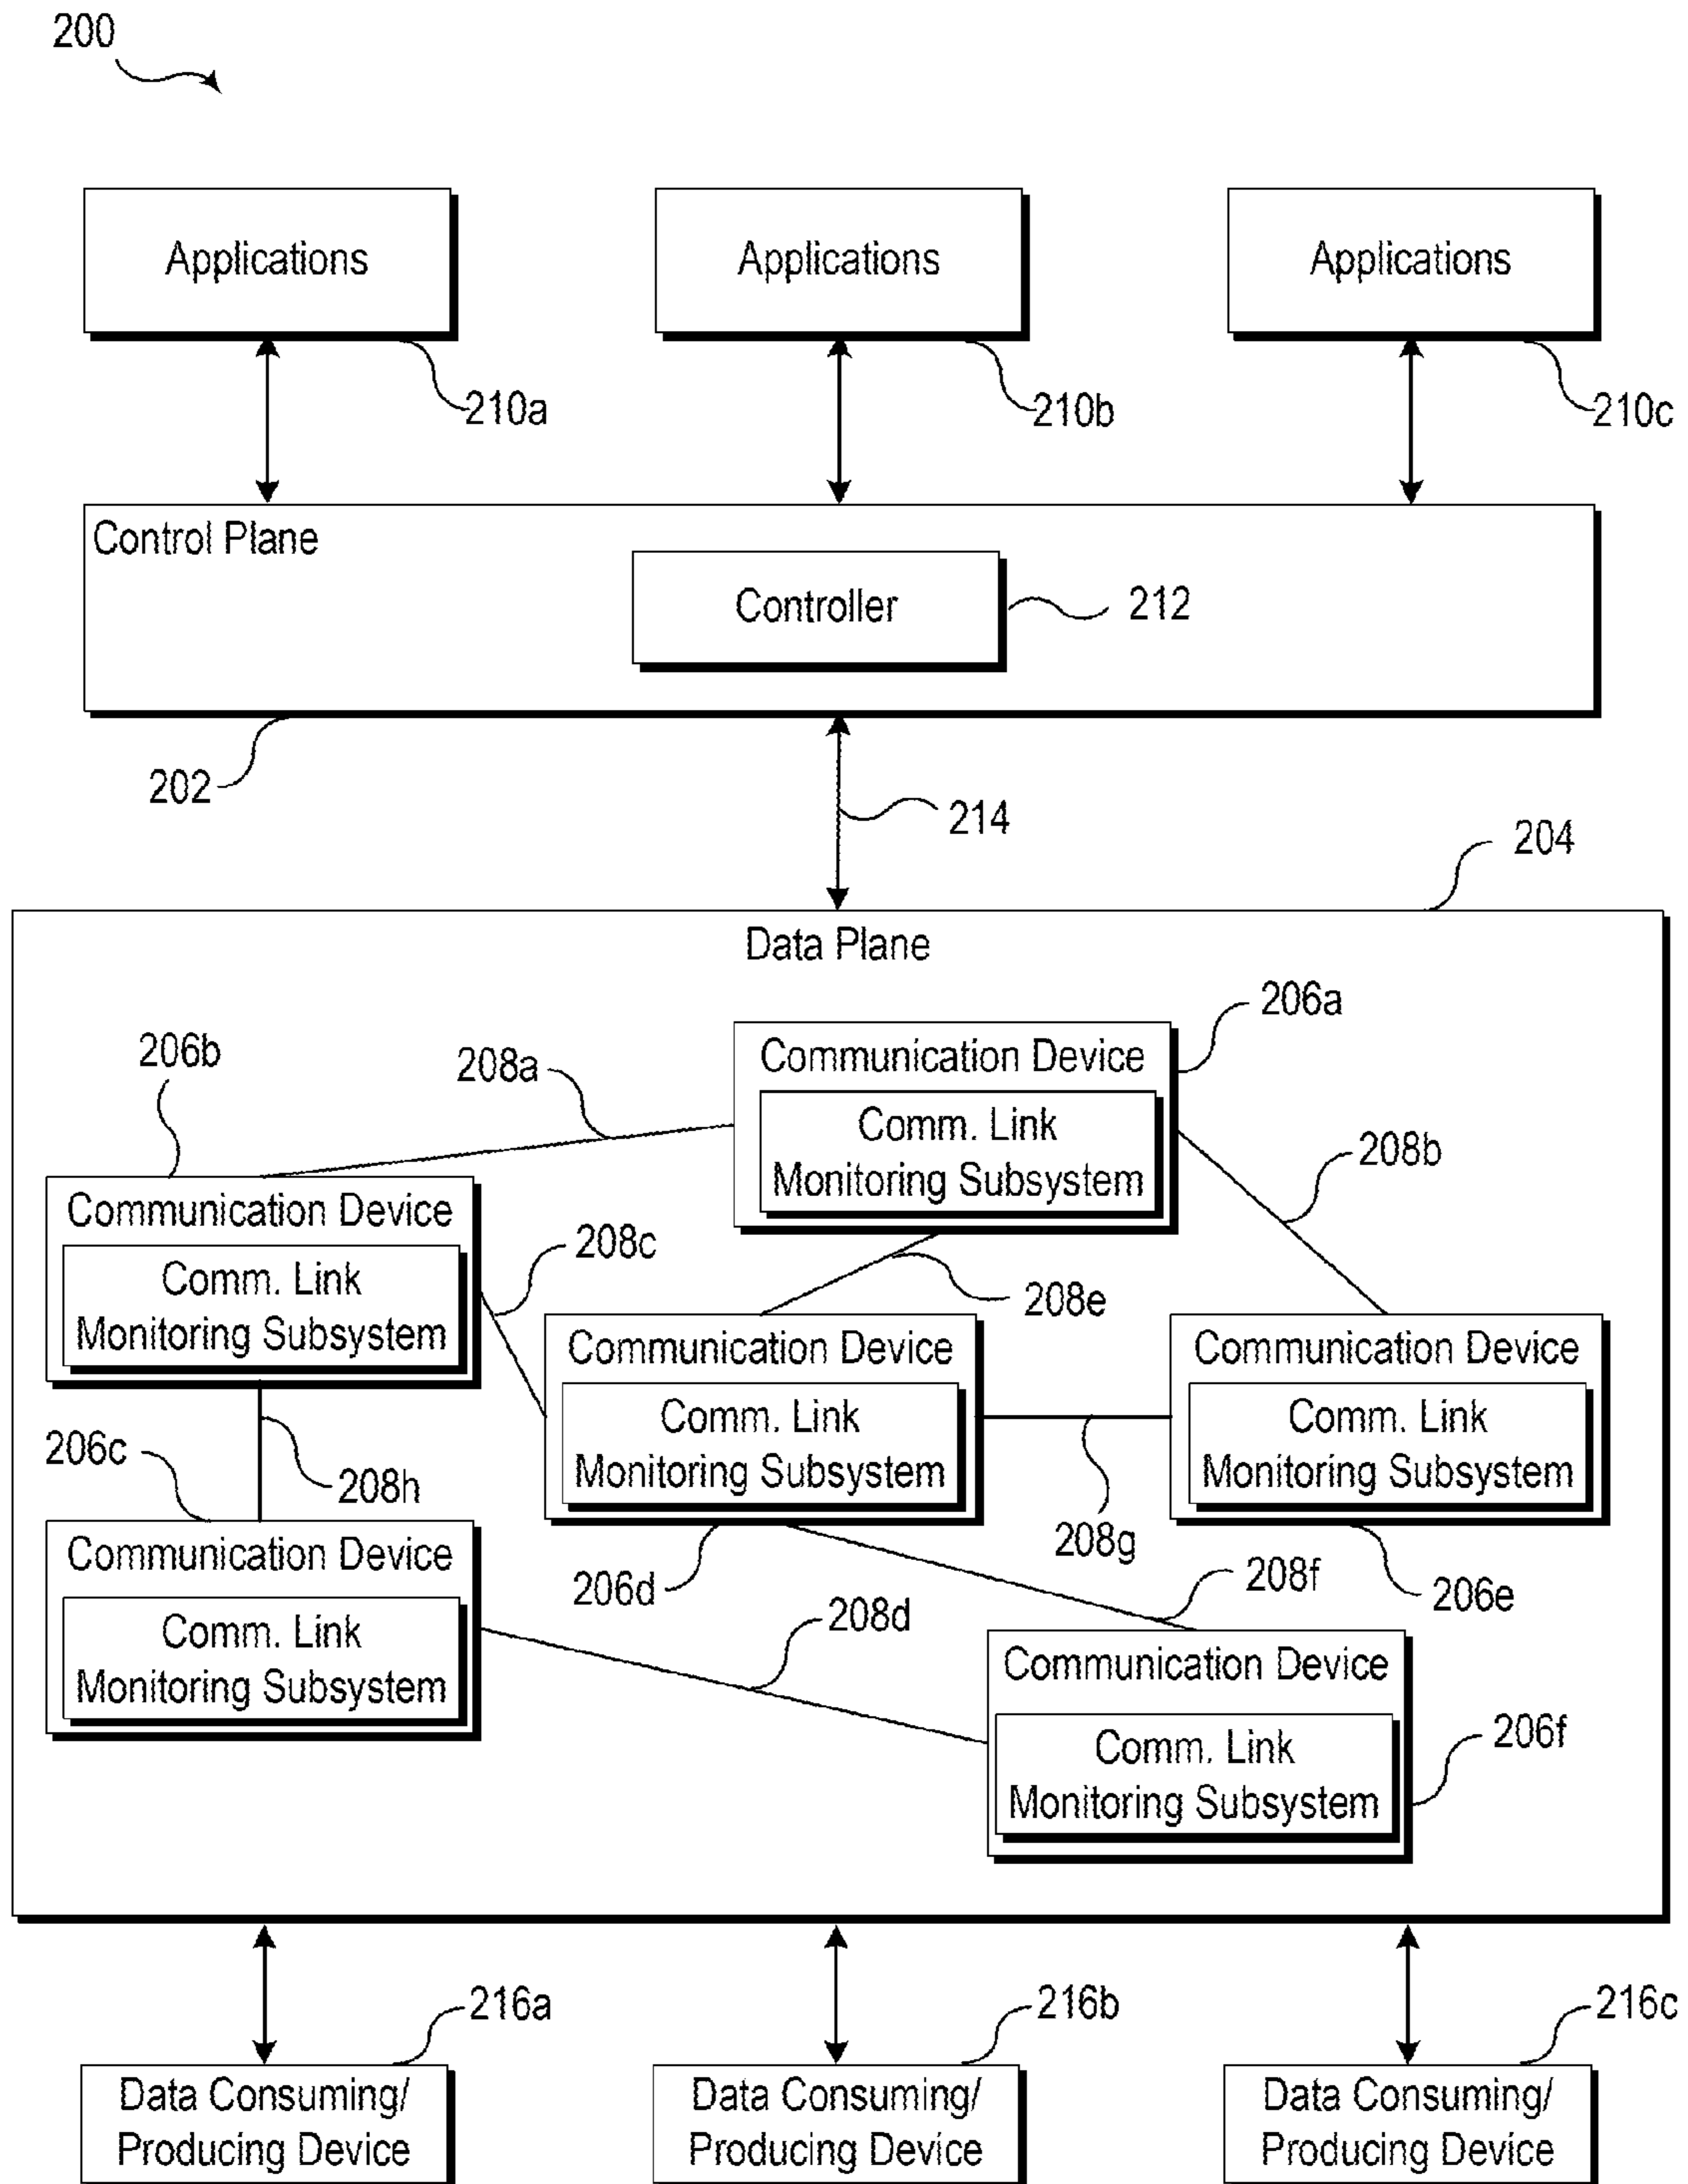 200
Applications
Applications
Applications
210a
210b
210c
Control Plane
Controller
212
202
214
204
Data Plane
206a
206b
208a
Communication Device
Comm. Link
Monitoring Subsystem
208b
Communication Device
Comm. Link
Monitoring Subsystem
208c
208e
Communication Device
Comm. Link
Monitoring Subsystem
Communication Device
Comm. Link
Monitoring Subsystem
206c
208h
208g
206d
206e
Communication Device
Comm. Link
Monitoring Subsystem
208d
208f
Communication Device
Comm. Link
Monitoring Subsystem
206f
216a
216b
216c
Data Consuming/
Producing Device
Data Consuming/
Producing Device
Data Consuming/
Producing Device